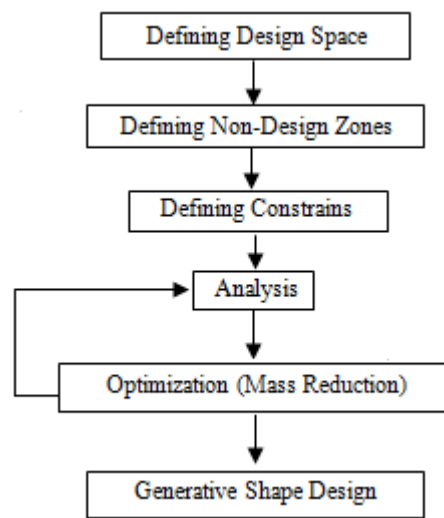 Defining Design Space
Defining Non-Design Zones
Defining Constrains
Analysis
Optimization (Mass Reduction)
Generative Shape Design